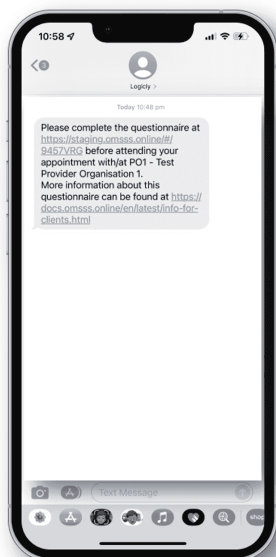 10:58
3
Logicly >
Today 10:48 pm
Please complete the questionnaire at
https://staging.omsss.online/#/
9457VRG before attending your
appointment with/at PO1 - Test
Provider Organisation 1.
More information about this
questionnaire can be found at https://
docs.omsss.online/en/latest/info-for-
clients.html
Text Message
shop